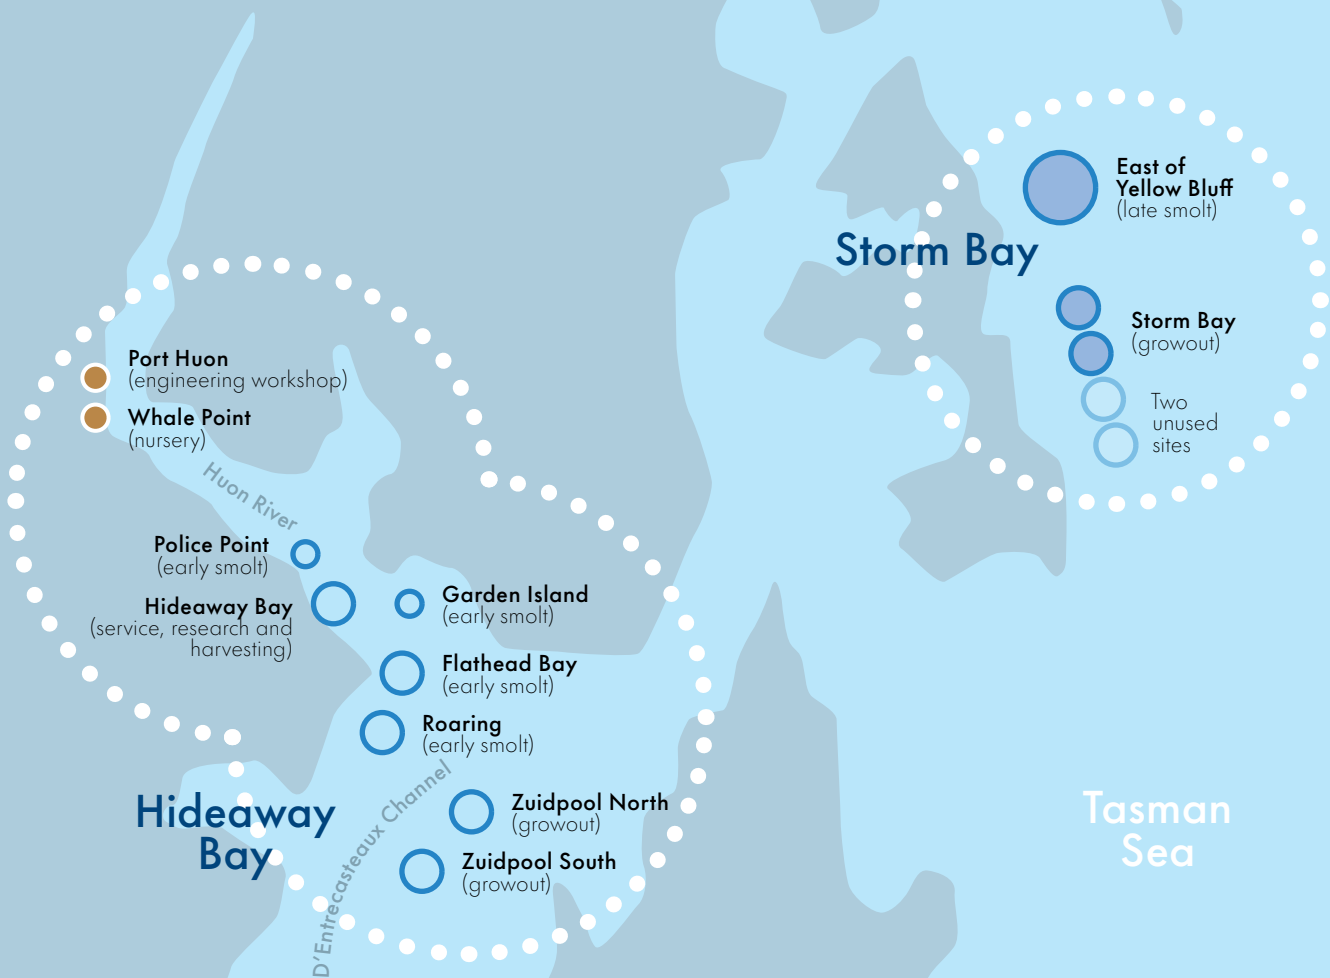 East of
Yellow Bluff
(late smolt)
Storm Bay
Storm Bay
(growout)
Two
unused
sites
Port Huon
(engineering workshop)
Whale Point
(nursery)
Huon River
Police Point
(early smolt)
Hideaway Bay
(service, research and
harvesting)
Garden Island
(early smolt)
Flathead Bay
(early smolt)
Roaring
(early smolt)
D'Entrecasteaux Channel
Hideaway
Bay
Zuidpool North
(growout)
Zuidpool South
(growout)
Tasman
Sea